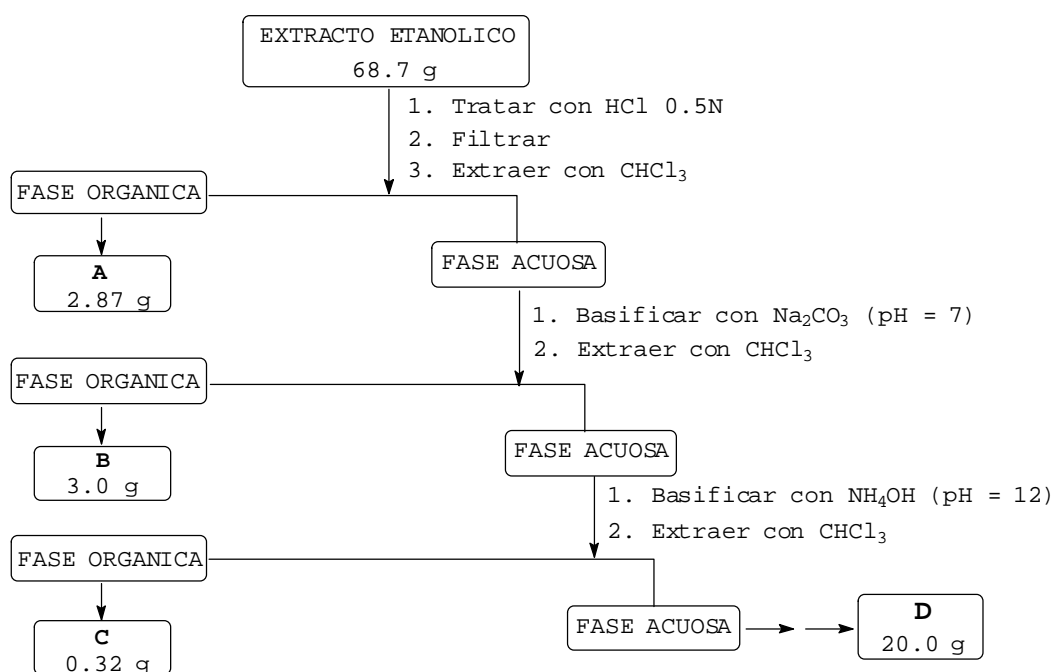 EXTRACTO ETANOLICO
68.7 g
1. Tratar con HCl 0.5N
2. Filtrar
3. Extraer con CHCl₃
FASE ORGANICA
A
2.87 g
FASE ACUOSA
1. Basificar con Na₂CO₃ (pH = 7)
2. Extraer con CHCl₃
FASE ORGANICA
B
3.0 g
FASE ACUOSA
1. Basificar con NH₄OH (pH = 12)
2. Extraer con CHCl₃
FASE ORGANICA
C
0.32 g
FASE ACUOSA
D
20.0 g